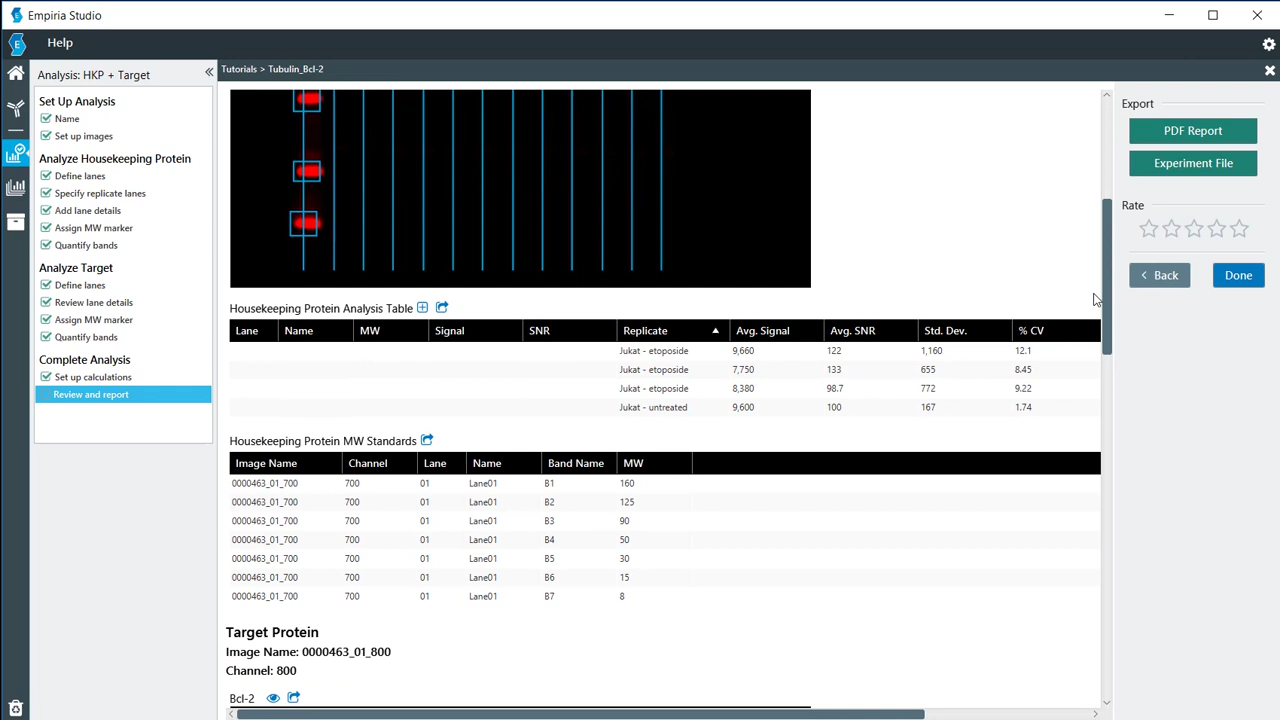 Empiria Studio
Help
Analysis: HKP + Target
Set Up Analysis
Name
Set up images
Analyze Housekeeping Protein
Define lanes
Specify replicate lanes
Add lane details
Assign MW marker
Quantify bands
Analyze Target
Define lanes
Review lane details
Assign MW marker
Quantify bands
Complete Analysis
Set up calculations
Review and report
Tutorials > Tubulin_Bcl-2
Housekeeping Protein Analysis Table
Lane Name MW Signal SNR Replicate Avg. Signal Avg. SNR Std. Dev. % CV
Jukat - etoposide 9,660 122 1,160 12.1
Jukat - etoposide 7,750 133 655 8.45
Jukat - etoposide 8,380 98.7 772 9.22
Jukat - untreated 9,600 100 167 1.74
Housekeeping Protein MW Standards
Image Name Channel Lane Name Band Name MW
0000463_01_700 700 01 Lane01 B1 160
0000463_01_700 700 01 Lane01 B2 125
0000463_01_700 700 01 Lane01 B3 90
0000463_01_700 700 01 Lane01 B4 50
0000463_01_700 700 01 Lane01 B5 30
0000463_01_700 700 01 Lane01 B6 15
0000463_01_700 700 01 Lane01 B7 8
Target Protein
Image Name: 0000463_01_800
Channel: 800
Bcl-2
Export
PDF Report
Experiment File
Rate
Back
Done